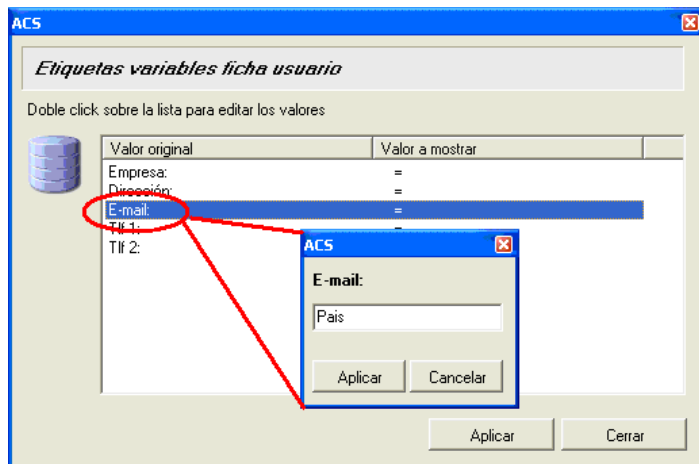 ACS
Etiquetas variables ficha usuario
Doble click sobre la lista para editar los valores
Valor original Valor a mostrar
Empresa: =
Dirección: =
E-mail: =
Tlf 1: =
Tlf 2:
ACS
E-mail:
Pais
Aplicar Cancelar
Aplicar Cerrar